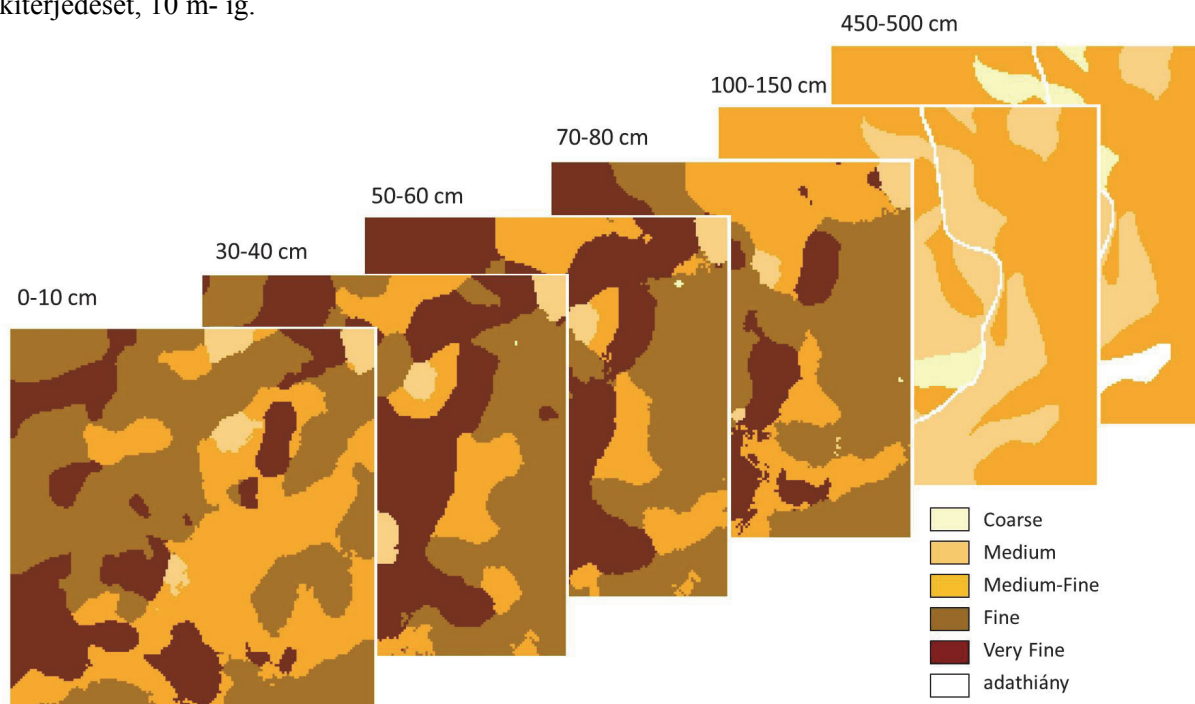 kiterjedését, 10 m- ig.
450-500 cm
100-150 cm
70-80 cm
50-60 cm
30-40 cm
0-10 cm
Coarse
Medium
Medium-Fine
Fine
Very Fine
adathiány